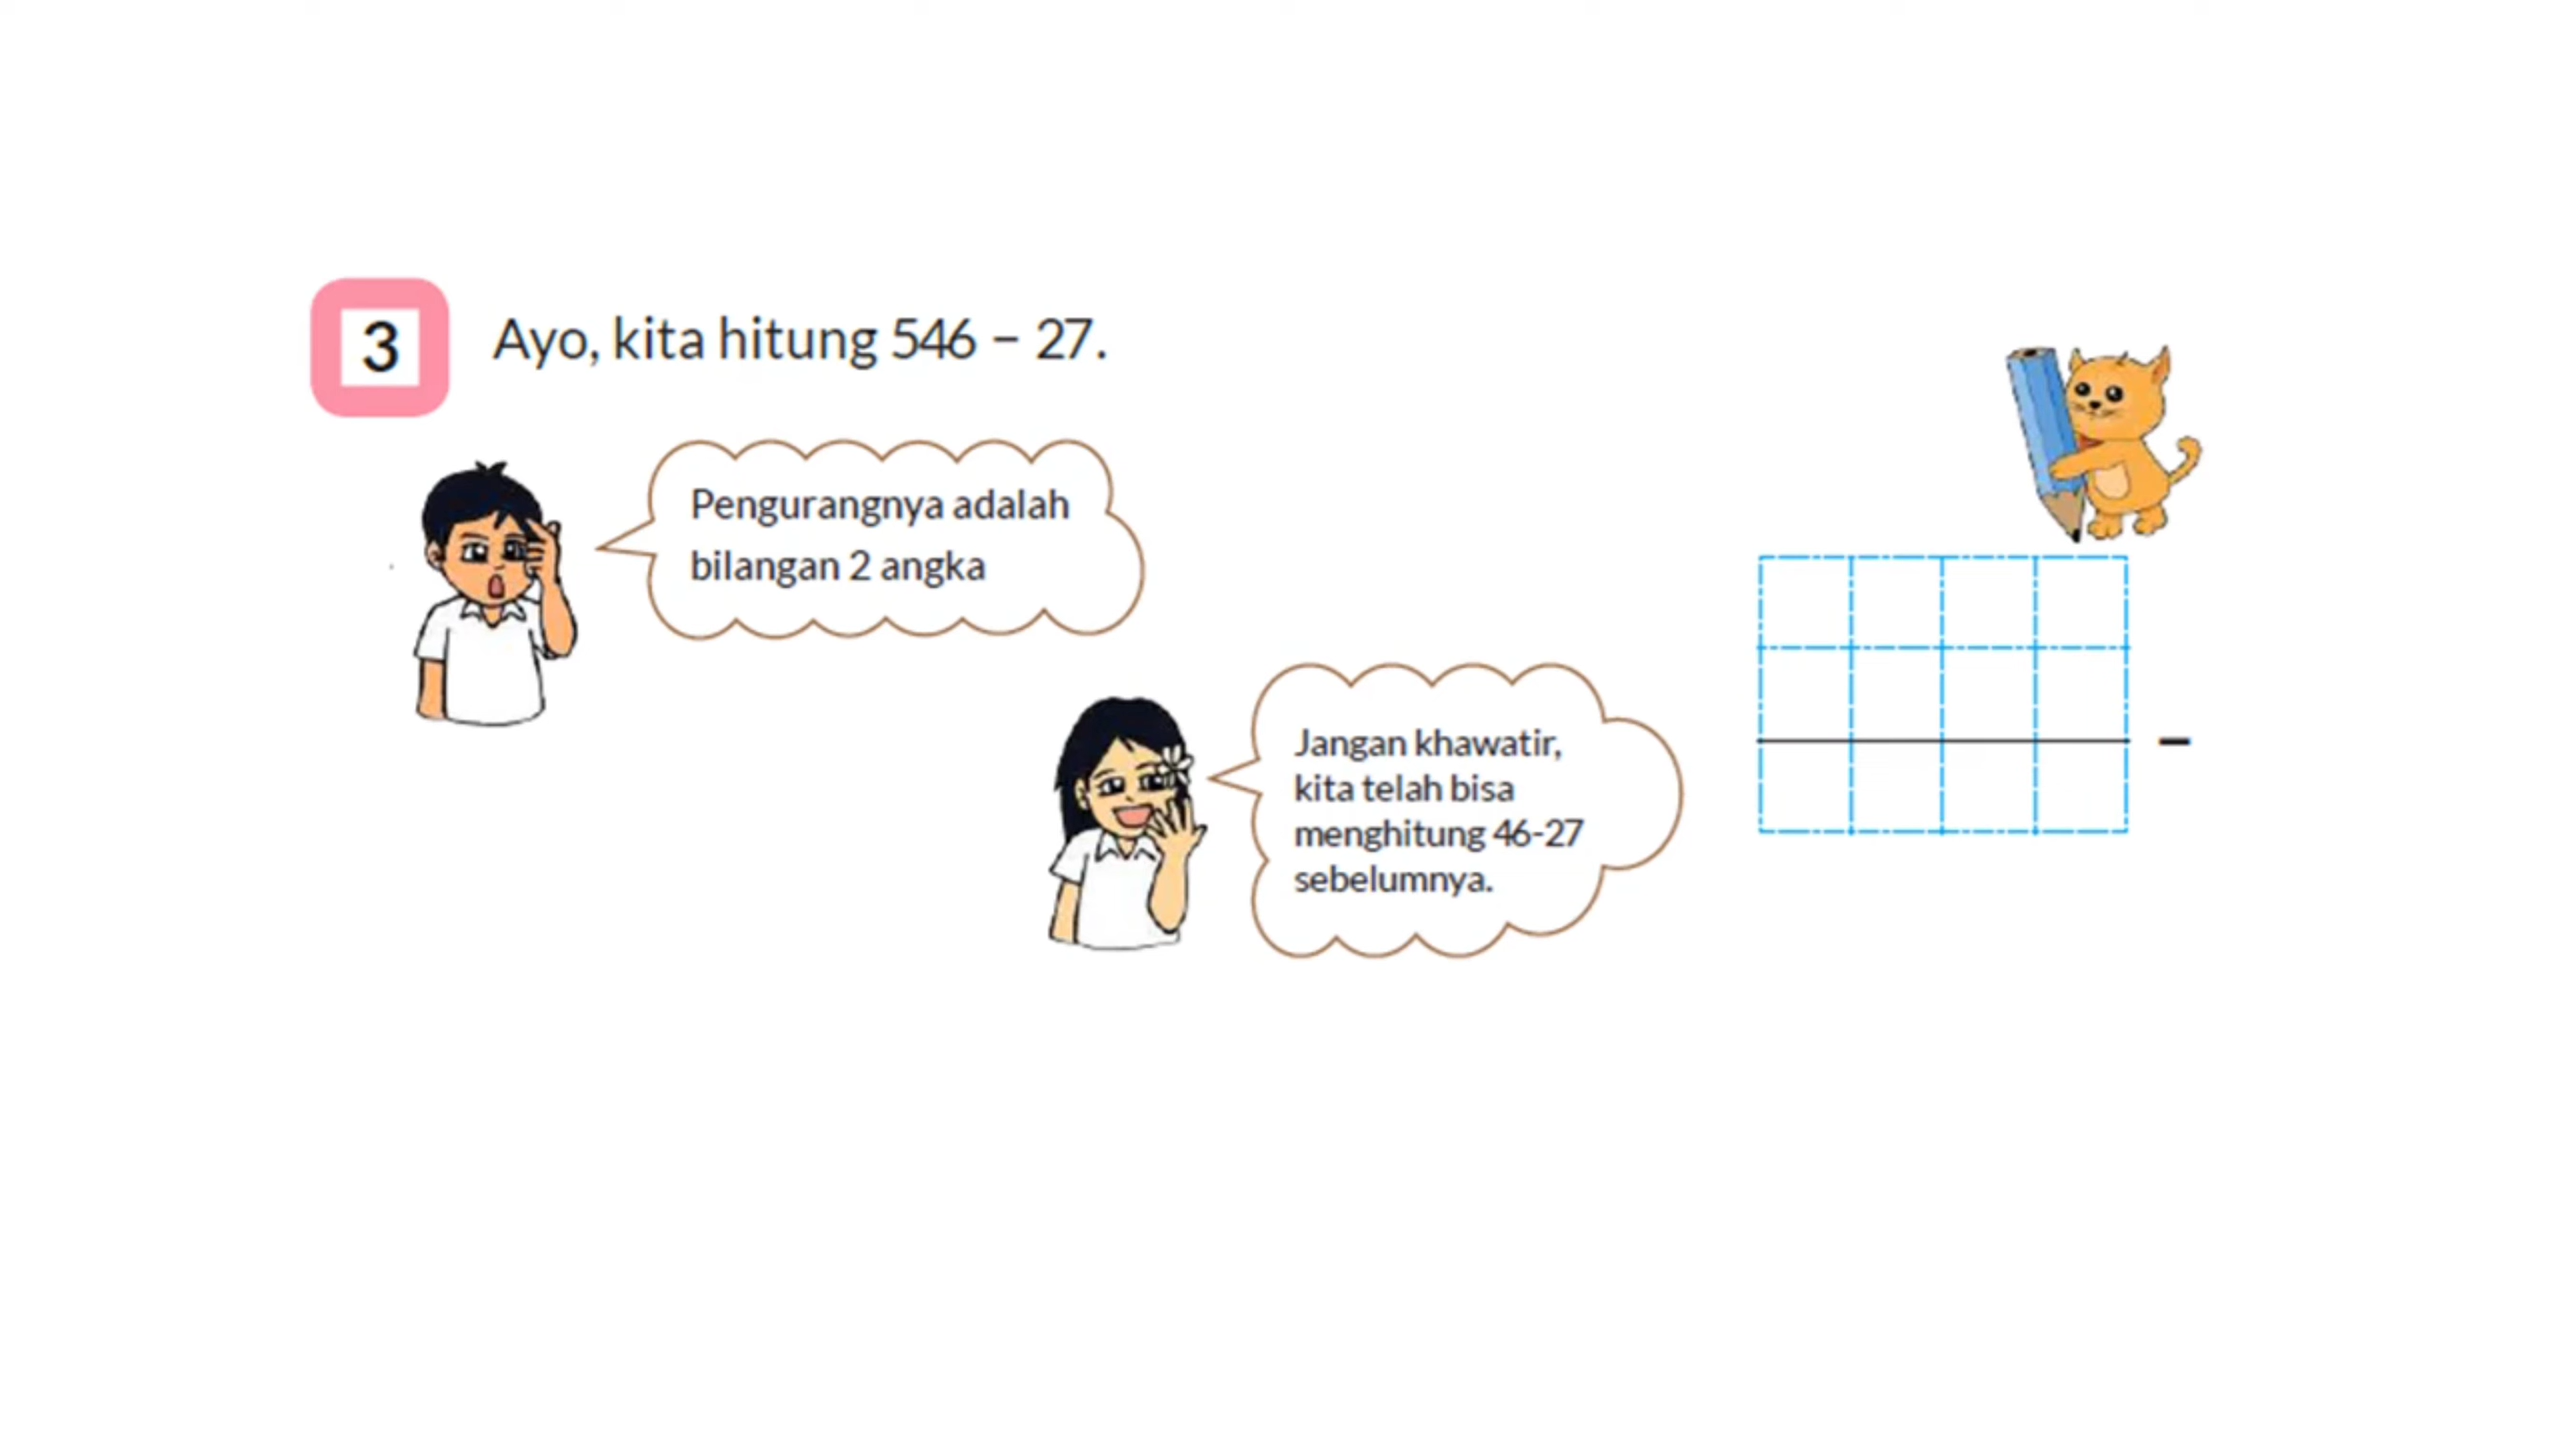 3
Ayo, kita hitung 546 – 27.
Pengurangnya adalah
bilangan 2 angka
Jangan khawatir,
kita telah bisa
menghitung 46-27
sebelumnya.
–